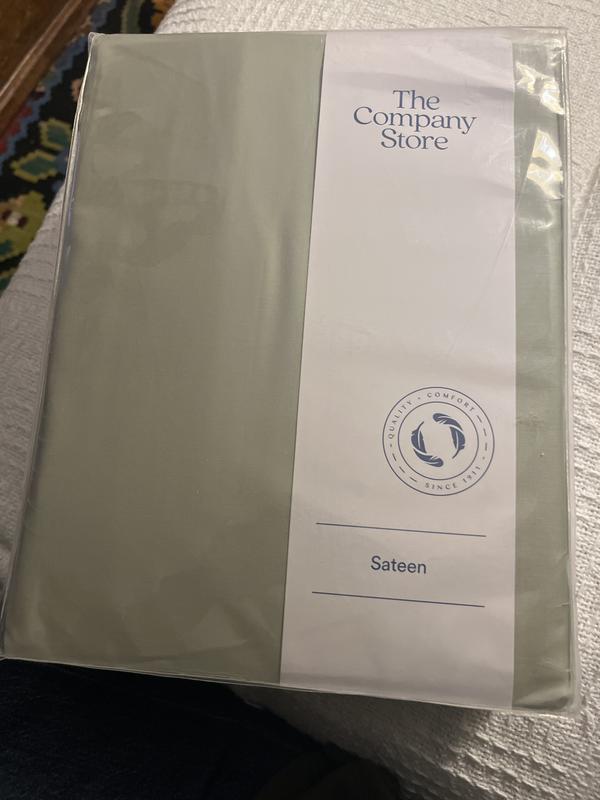 The
Company
Store
QUALITY - COMFORT
SINCE 1911
Sateen